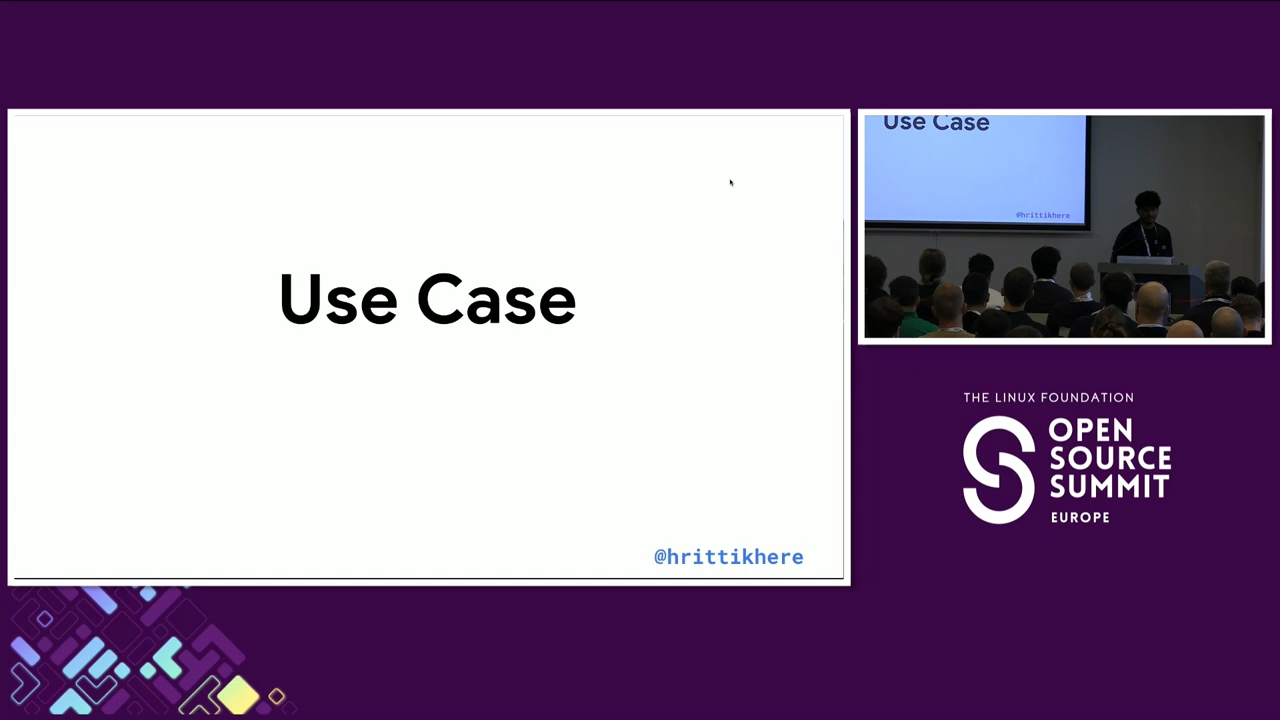 Use Case
@hrittikhere
Use Case
@hrittikhere
THE LINUX FOUNDATION
OPEN
SOURCE
SUMMIT
EUROPE